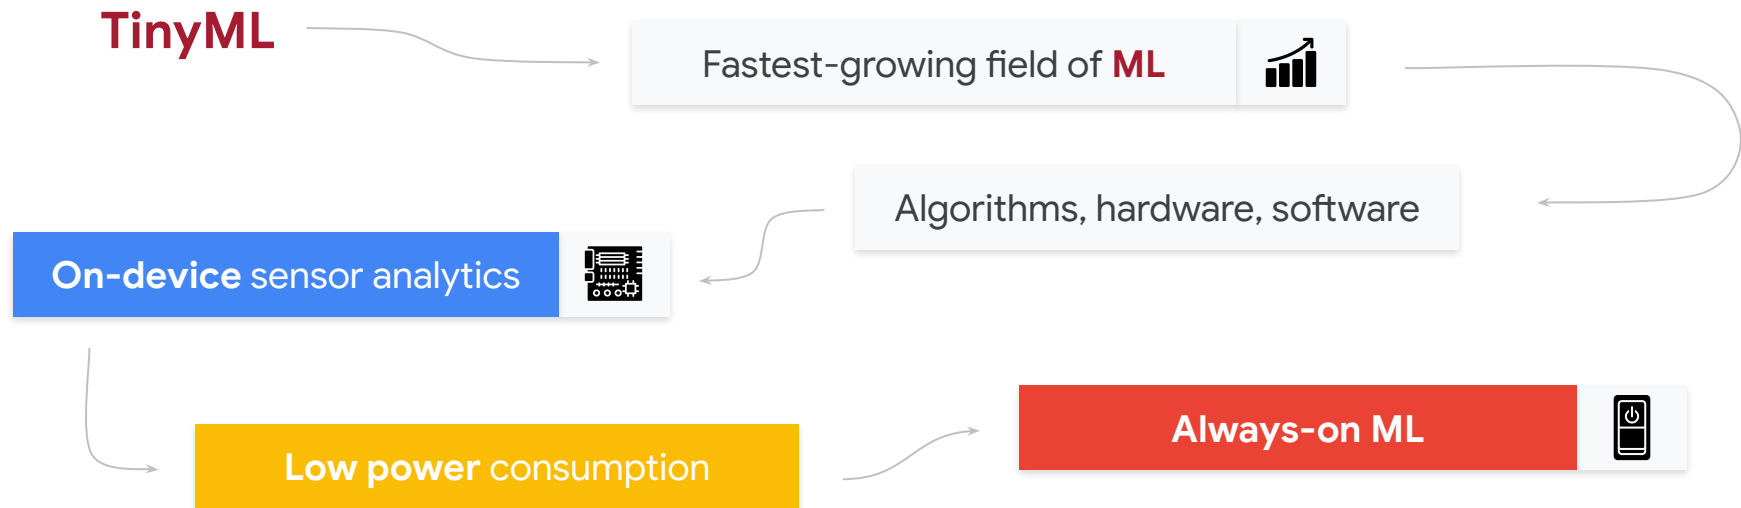 TinyML
Fastest-growing field of ML
Algorithms, hardware, software
On-device sensor analytics
Low power consumption
Always-on ML